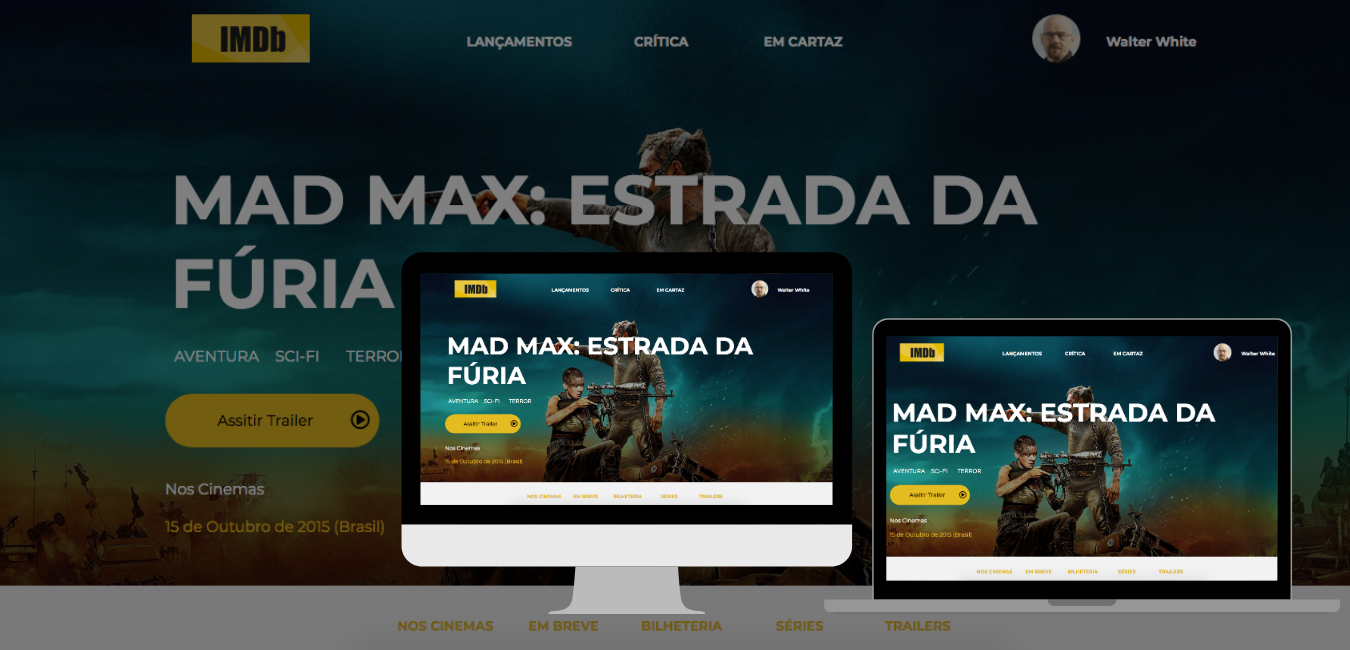 IMDb
LANÇAMENTOS CRÍTICA EM CARTAZ Walter White
MAD MAX: ESTRADA DA
FÚRIA
AVENTURA SCI-FI TERROR
Assitir Trailer
Nos Cinemas
15 de Outubro de 2015 (Brasil)
NOS CINEMAS EM BREVE BILHETERIA SÉRIES TRAILERS
IMDb
LANÇAMENTOS CRÍTICA EM CARTAZ Walter White
MAD MAX: ESTRADA DA
FÚRIA
AVENTURA SCI-FI TERROR
Assitir Trailer
Nos Cinemas
15 de Outubro de 2015 (Brasil)
NOS CINEMAS EM BREVE BILHETERIA SÉRIES TRAILERS
IMDb
LANÇAMENTOS CRÍTICA EM CARTAZ Walter White
MAD MAX: ESTRADA DA
FÚRIA
AVENTURA SCI-FI TERROR
Assitir Trailer
Nos Cinemas
15 de Outubro de 2015 (Brasil)
NOS CINEMAS EM BREVE BILHETERIA SÉRIES TRAILERS